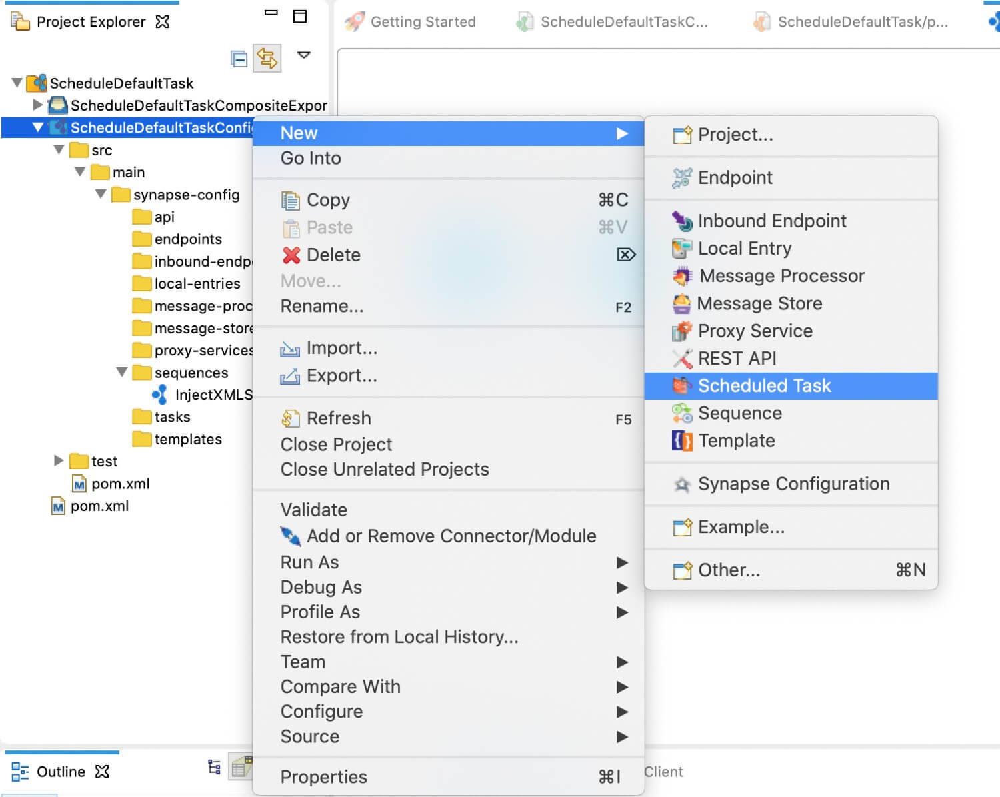 Project Explorer
Getting Started
ScheduleDefaultTaskC...
ScheduleDefaultTask/p...
ScheduleDefaultTask
ScheduleDefaultTaskCompositeExpor
ScheduleDefaultTaskConfi
src
main
synapse-config
api
endpoints
inbound-endp
local-entries
message-proc
message-store
proxy-services
sequences
InjectXMLS
tasks
templates
test
M pom.xml
M pom.xml
New
Go Into
Copy ⌘C
Paste ⌘V
Delete ⌦
Move...
Rename... F2
Import...
Export...
Refresh F5
Close Project
Close Unrelated Projects
Validate
Add or Remove Connector/Module
Run As
Debug As
Profile As
Restore from Local History...
Team
Compare With
Configure
Source
Properties ⌘I
Project...
Endpoint
Inbound Endpoint
Local Entry
Message Processor
Message Store
Proxy Service
REST API
Scheduled Task
Sequence
Template
Synapse Configuration
Example...
Other... ⌘N
Outline
Client